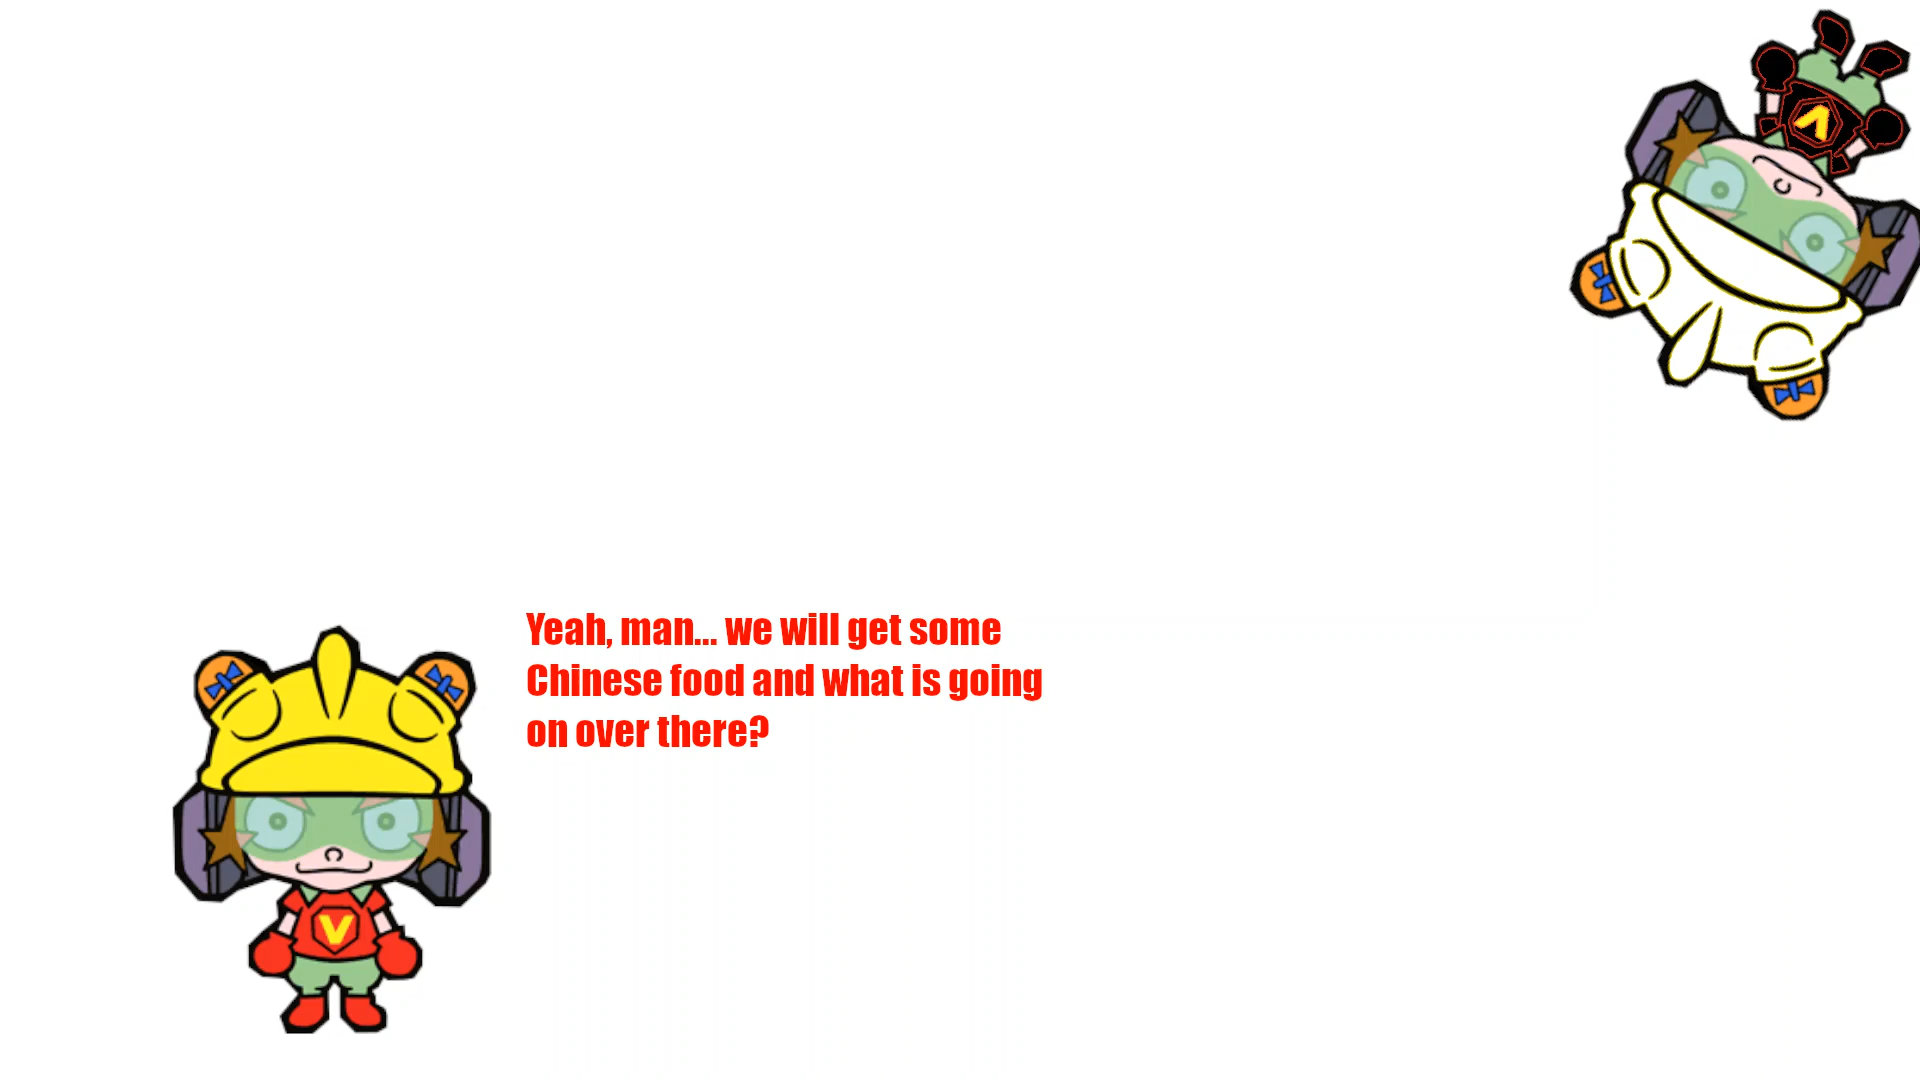 Yeah, man... we will get some
Chinese food and what is going
on over there?
V
V